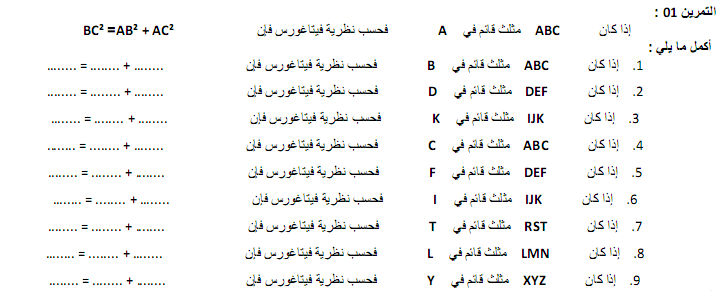 التمرين 01 :
إذا كان ABC مثلث قائم في A فحسب نظرية فيتاغورس فإن BC² =AB² + AC²
أكمل ما يلي :
1. إذا كان ABC مثلث قائم في B فحسب نظرية فيتاغورس فإن ........ = ........ + ........
2. إذا كان DEF مثلث قائم في D فحسب نظرية فيتاغورس فإن ........ = ........ + ........
3. إذا كان IJK مثلث قائم في K فحسب نظرية فيتاغورس فإن ........ = ........ + ........
4. إذا كان ABC مثلث قائم في C فحسب نظرية فيتاغورس فإن ........ = ........ + ........
5. إذا كان DEF مثلث قائم في F فحسب نظرية فيتاغورس فإن ........ = ........ + ........
6. إذا كان IJK مثلث قائم في I فحسب نظرية فيتاغورس فإن ........ = ........ + ........
7. إذا كان RST مثلث قائم في T فحسب نظرية فيتاغورس فإن ........ = ........ + ........
8. إذا كان LMN مثلث قائم في L فحسب نظرية فيتاغورس فإن ........ = ........ + ........
9. إذا كان XYZ مثلث قائم في Y فحسب نظرية فيتاغورس فإن ........ = ........ + ........